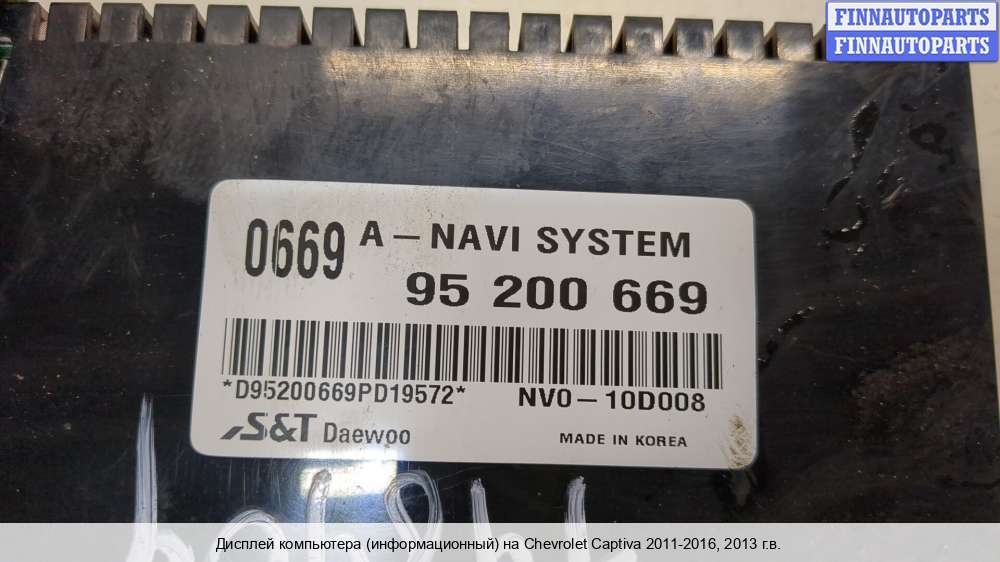 FINNAUTOPARTS
FINNAUTOPARTS
0669 A – NAVI SYSTEM
95 200 669
*D95200669PD19572* NV0 – 10D008
S&T Daewoo MADE IN KOREA
Дисплей компьютера (информационный) на Chevrolet Captiva 2011-2016, 2013 г.в.